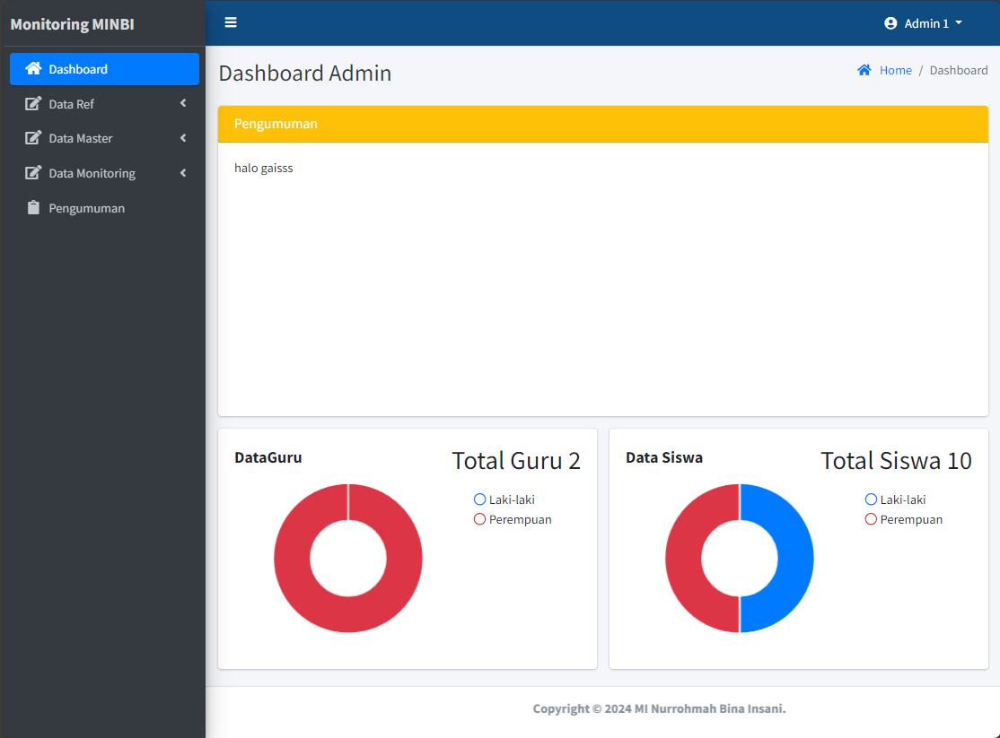 Monitoring MINBI
Admin 1
Dashboard
Data Ref
Data Master
Data Monitoring
Pengumuman
Dashboard Admin
Home / Dashboard
Pengumuman
halo gaisss
DataGuru
Total Guru 2
Laki-laki
Perempuan
Data Siswa
Total Siswa 10
Laki-laki
Perempuan
Copyright © 2024 MI Nurrohmah Bina Insani.